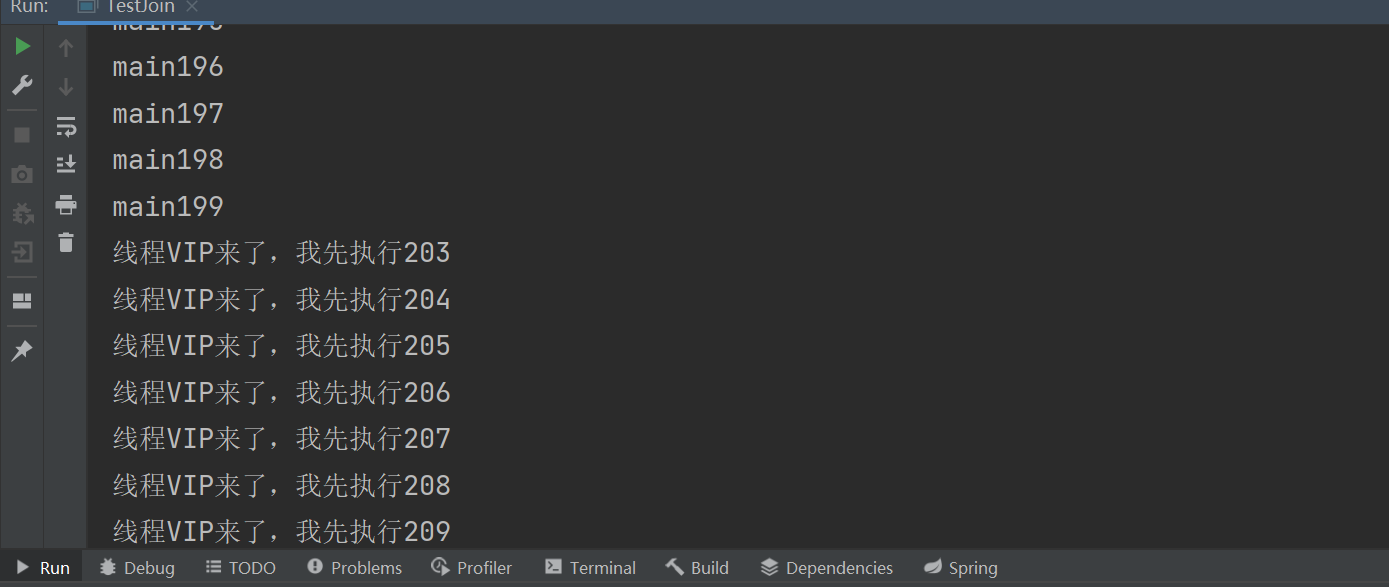 Run: TestJoin
main196
main197
main198
main199
线程VIP来了，我先执行203
线程VIP来了，我先执行204
线程VIP来了，我先执行205
线程VIP来了，我先执行206
线程VIP来了，我先执行207
线程VIP来了，我先执行208
线程VIP来了，我先执行209
Run Debug TODO Problems Profiler Terminal Build Dependencies Spring